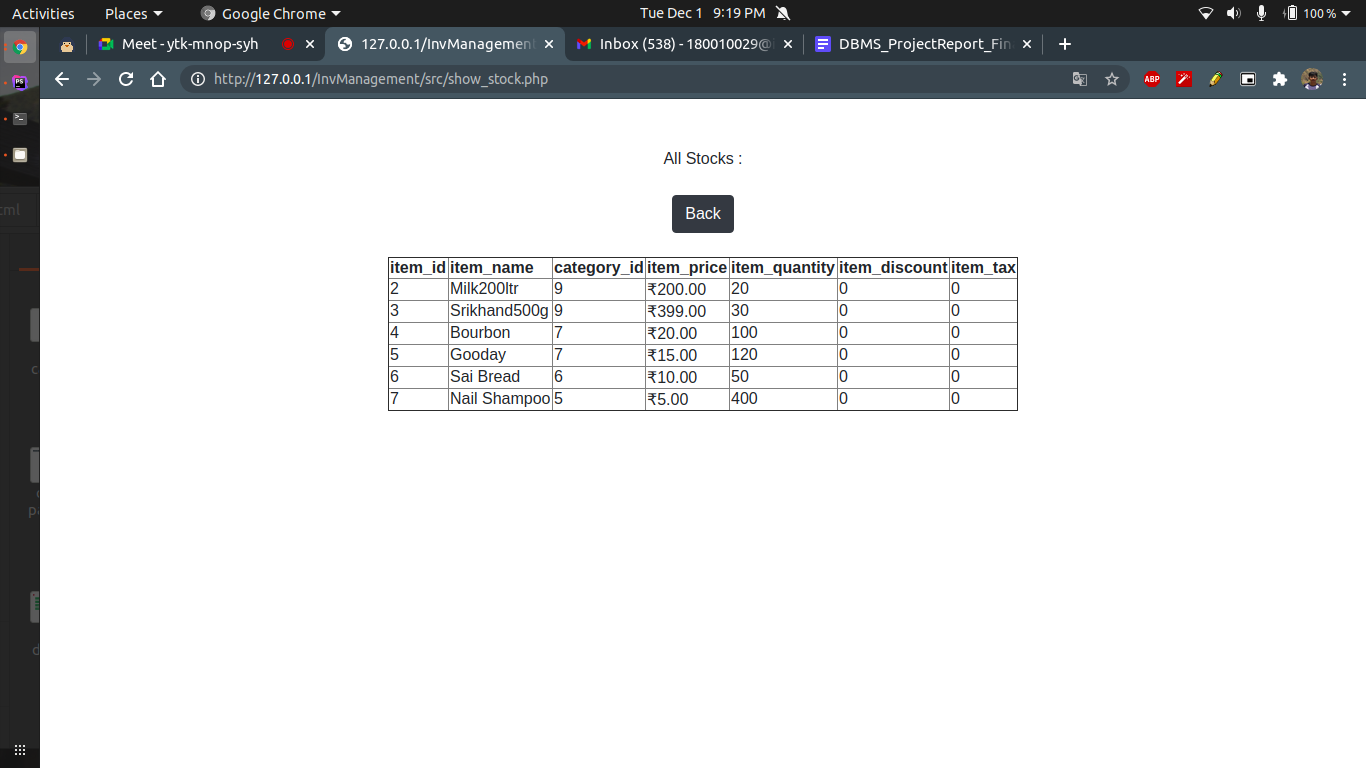 Activities Places Google Chrome Tue Dec 1 9:19 PM 100 %
Meet - ytk-mnop-syh 127.0.0.1/InvManagement Inbox (538) - 180010029@ DBMS_ProjectReport_Fin
http://127.0.0.1/InvManagement/src/show_stock.php ABP
All Stocks :
Back
item_id item_name category_id item_price item_quantity item_discount item_tax
2 Milk200ltr 9 ₹200.00 20 0 0
3 Srikhand500g 9 ₹399.00 30 0 0
4 Bourbon 7 ₹20.00 100 0 0
5 Gooday 7 ₹15.00 120 0 0
6 Sai Bread 6 ₹10.00 50 0 0
7 Nail Shampoo 5 ₹5.00 400 0 0